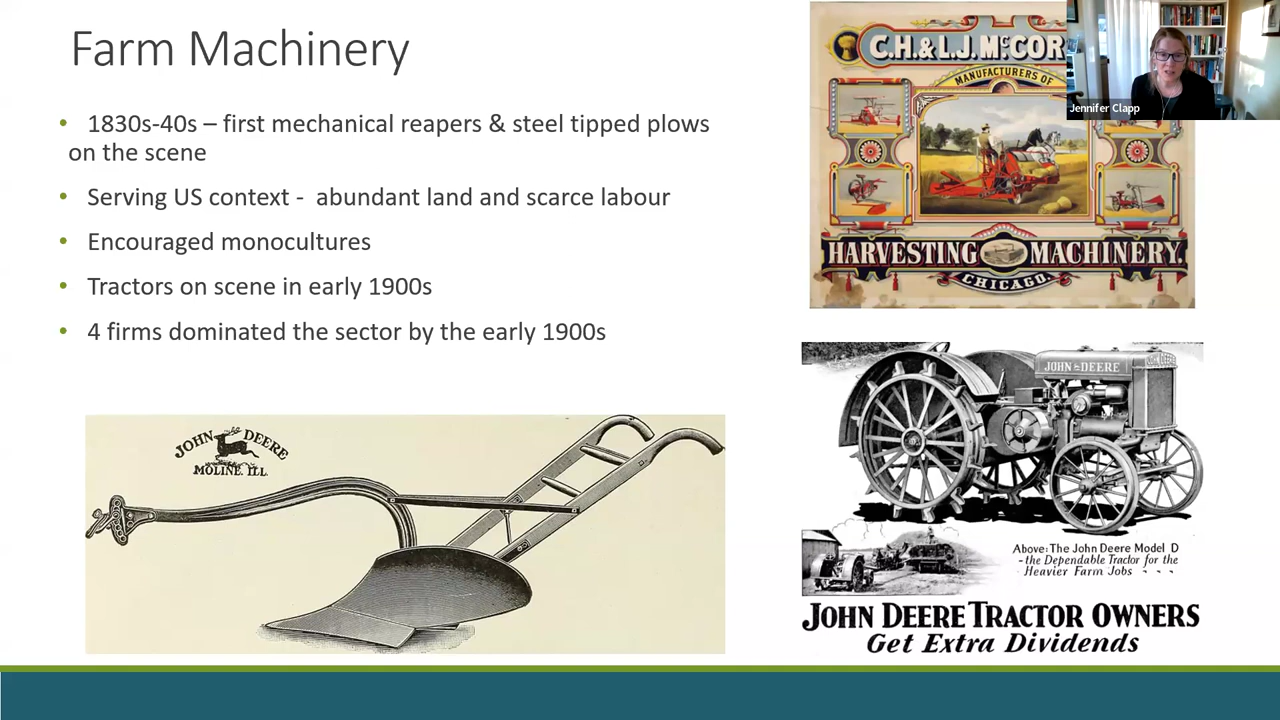 Farm Machinery
• 1830s-40s – first mechanical reapers & steel tipped plows
on the scene
• Serving US context - abundant land and scarce labour
• Encouraged monocultures
• Tractors on scene in early 1900s
• 4 firms dominated the sector by the early 1900s
JOHN DEERE
MOLINE, ILL.
C.H. & L.J. McCOR
MANUFACTURERS OF
HARVESTING MACHINERY.
CHICAGO.
Jennifer Clapp
JOHN DEERE
Above: The John Deere Model D
- the Dependable Tractor for the
Heavier Farm Jobs - - -
JOHN DEERE TRACTOR OWNERS
Get Extra Dividends